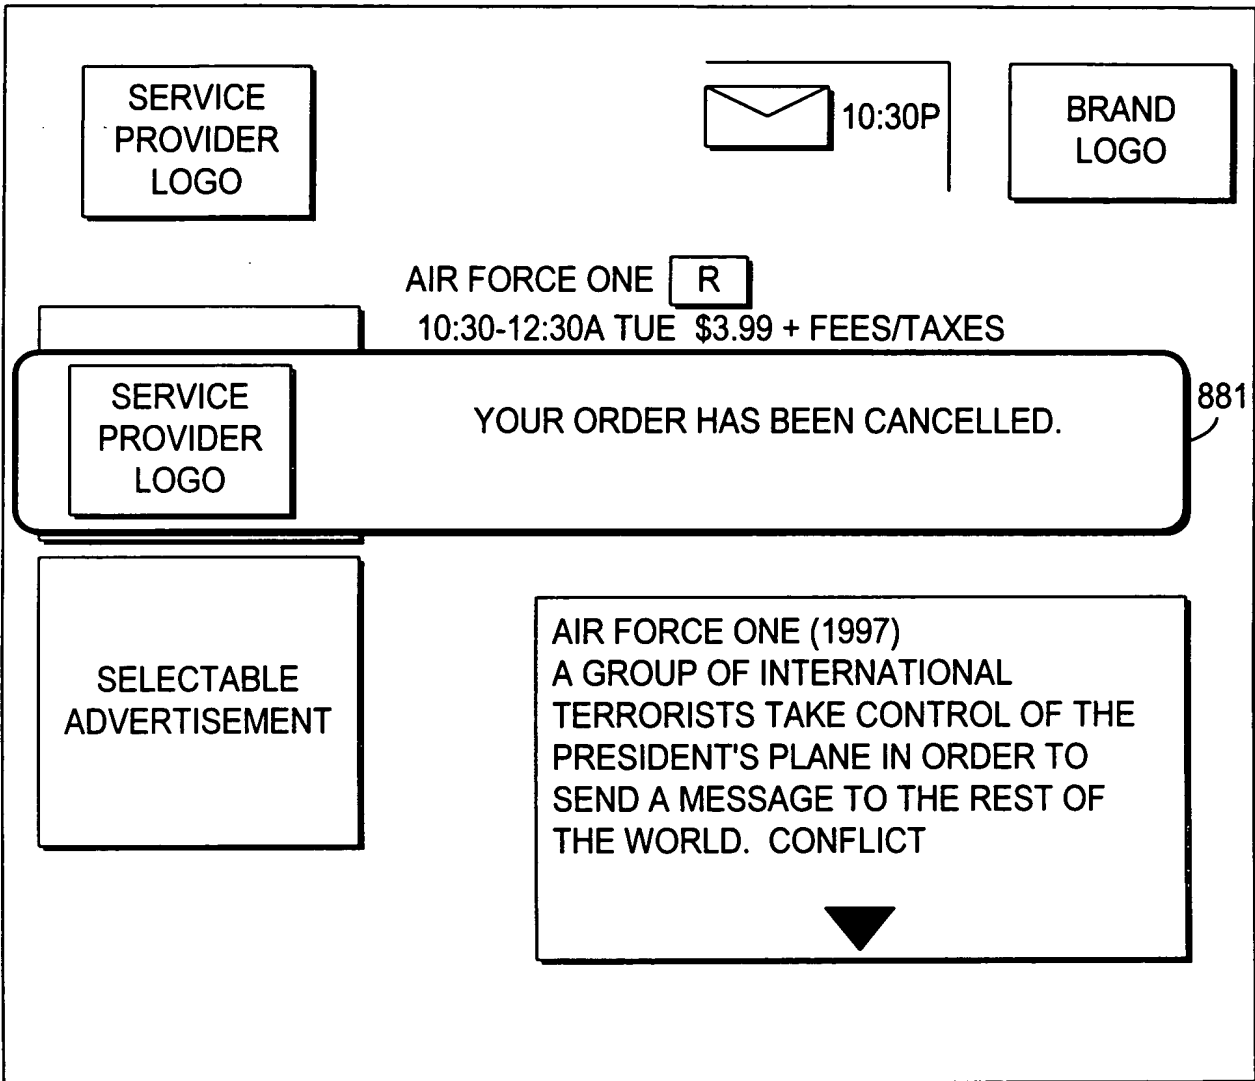 SERVICE
PROVIDER
LOGO
10:30P
BRAND
LOGO
AIR FORCE ONE R
10:30-12:30A TUE $3.99 + FEES/TAXES
SERVICE
PROVIDER
LOGO
YOUR ORDER HAS BEEN CANCELLED.
881
SELECTABLE
ADVERTISEMENT
AIR FORCE ONE (1997)
A GROUP OF INTERNATIONAL
TERRORISTS TAKE CONTROL OF THE
PRESIDENT'S PLANE IN ORDER TO
SEND A MESSAGE TO THE REST OF
THE WORLD. CONFLICT